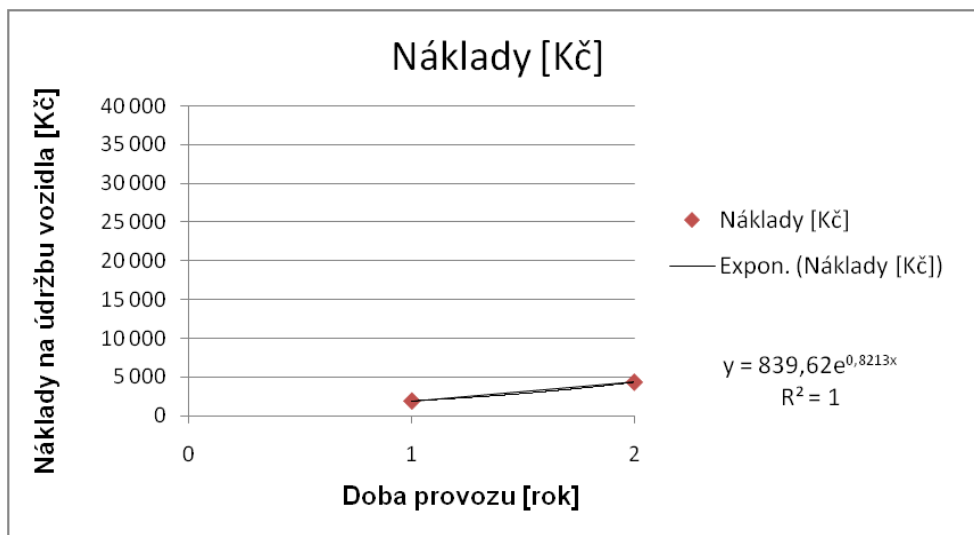 Náklady [Kč]
Náklady na údržbu vozidla [Kč]
40 000
35 000
30 000
25 000
20 000
15 000
10 000
5 000
0
0 1 2
Doba provozu [rok]
Náklady [Kč]
Expon. (Náklady [Kč])
y = 839,62e^0,8213x
R² = 1